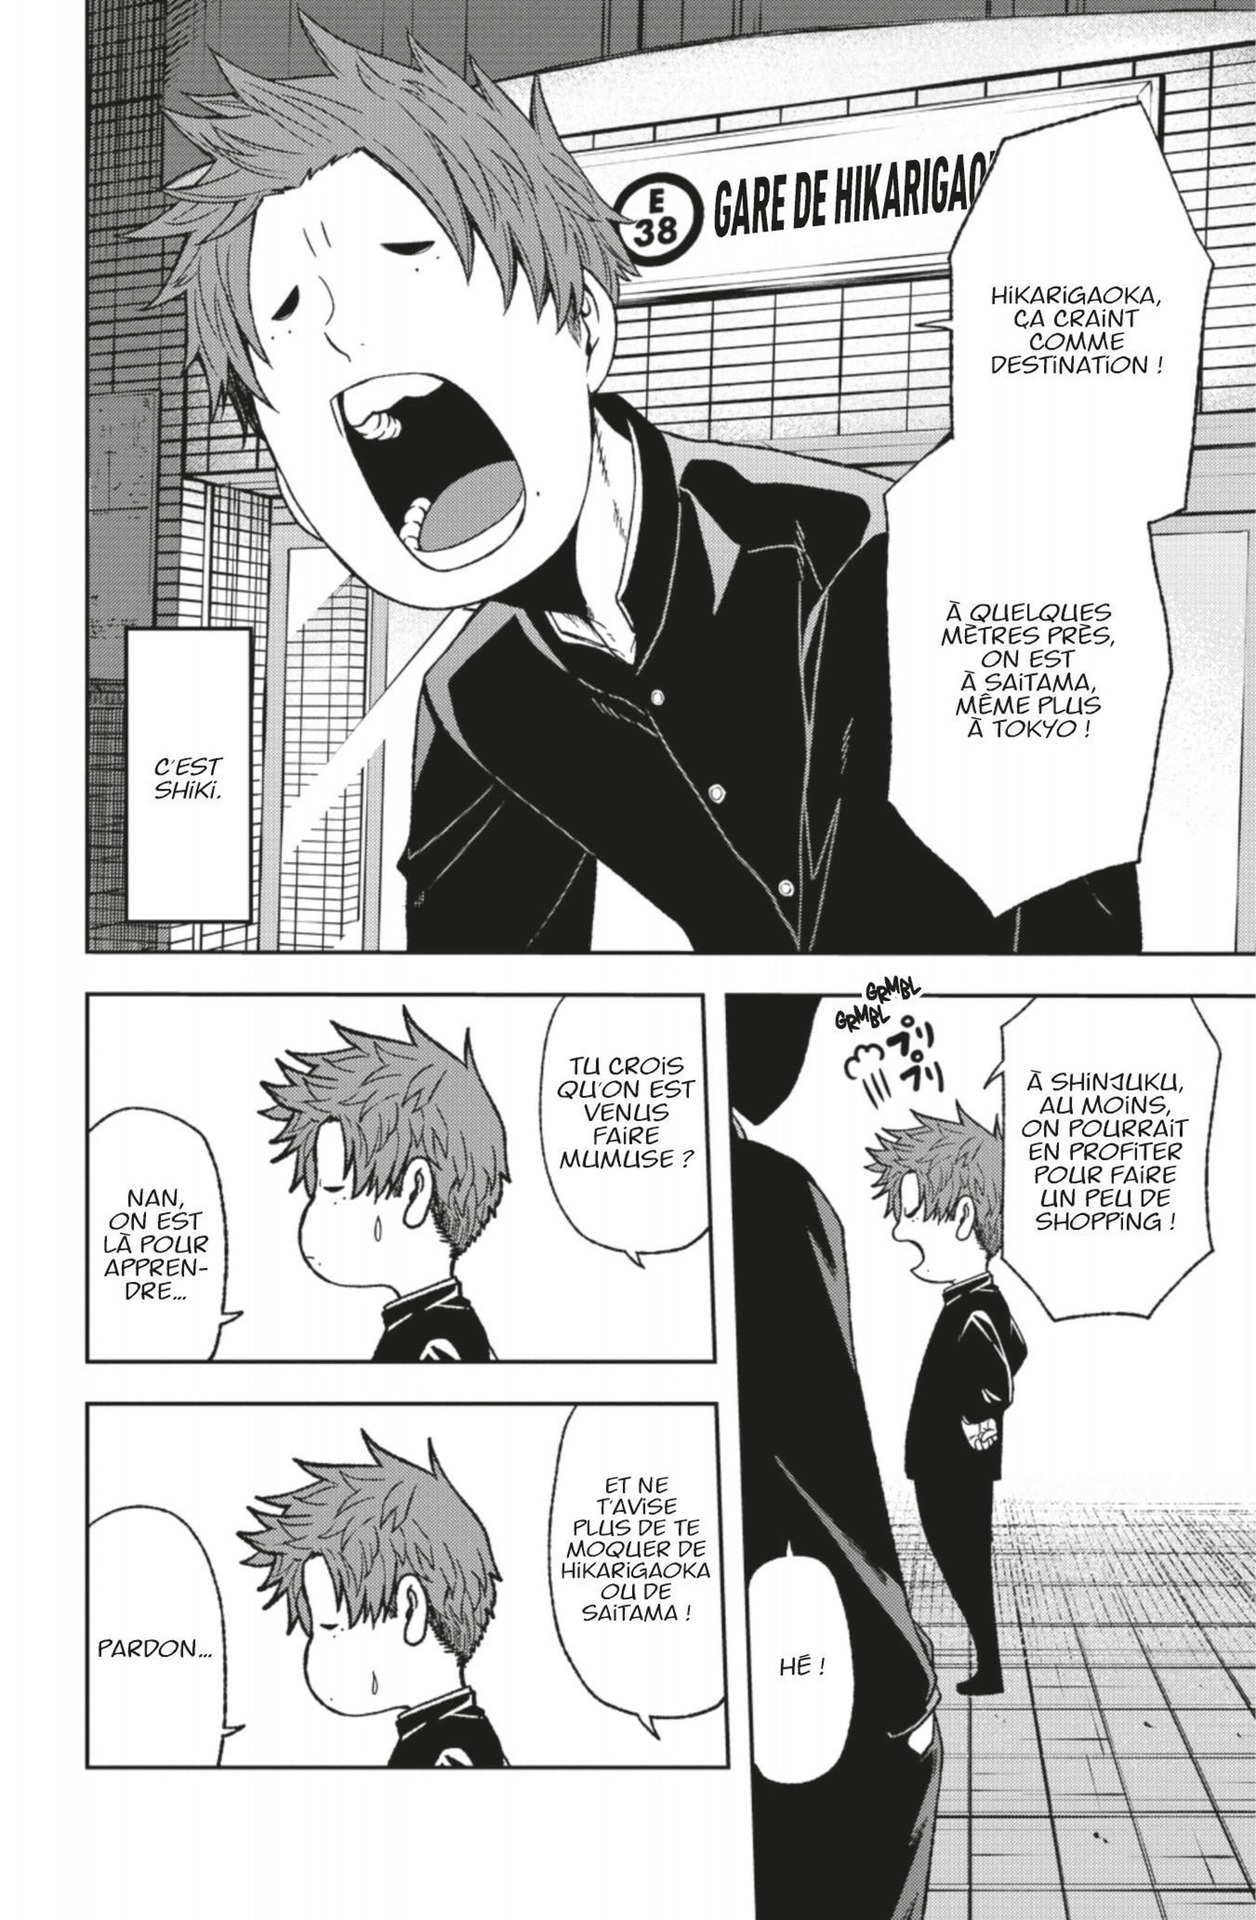 E
38
GARE DE HIKARIGAO
HIKARIGAOKA,
ÇA CRAINT
COMME
DESTINATION !
À QUELQUES
MÈTRES PRÈS,
ON EST
À SAITAMA,
MÊME PLUS
À TOKYO !
C'EST
SHIKI.
À SHINJUKU,
AU MOINS,
ON POURRAIT
EN PROFITER
POUR FAIRE
UN PEU DE
SHOPPING !
GRMBL
GRMBL
プリ
プリ
HÉ !
TU CROIS
QU'ON EST
VENUS
FAIRE
MUMUSE ?
NAN,
ON EST
LÀ POUR
APPREN-
DRE...
ET NE
T'AVISE
PLUS DE TE
MOQUER DE
HIKARIGAOKA
OU DE
SAITAMA !
PARDON...